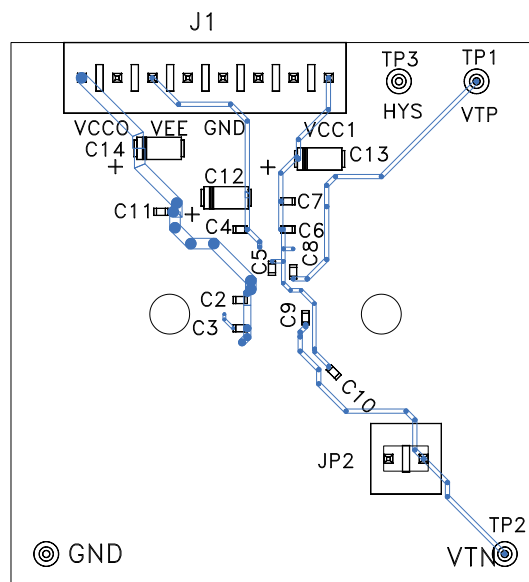 J1
TP3
TP1
HYS
VTP
VCCO
VEE
GND
VCC1
C14
C13
+
+
C12
C7
C11
+
C4
C6
C5
C8
C2
C9
C3
C10
JP2
TP2
GND
VTN